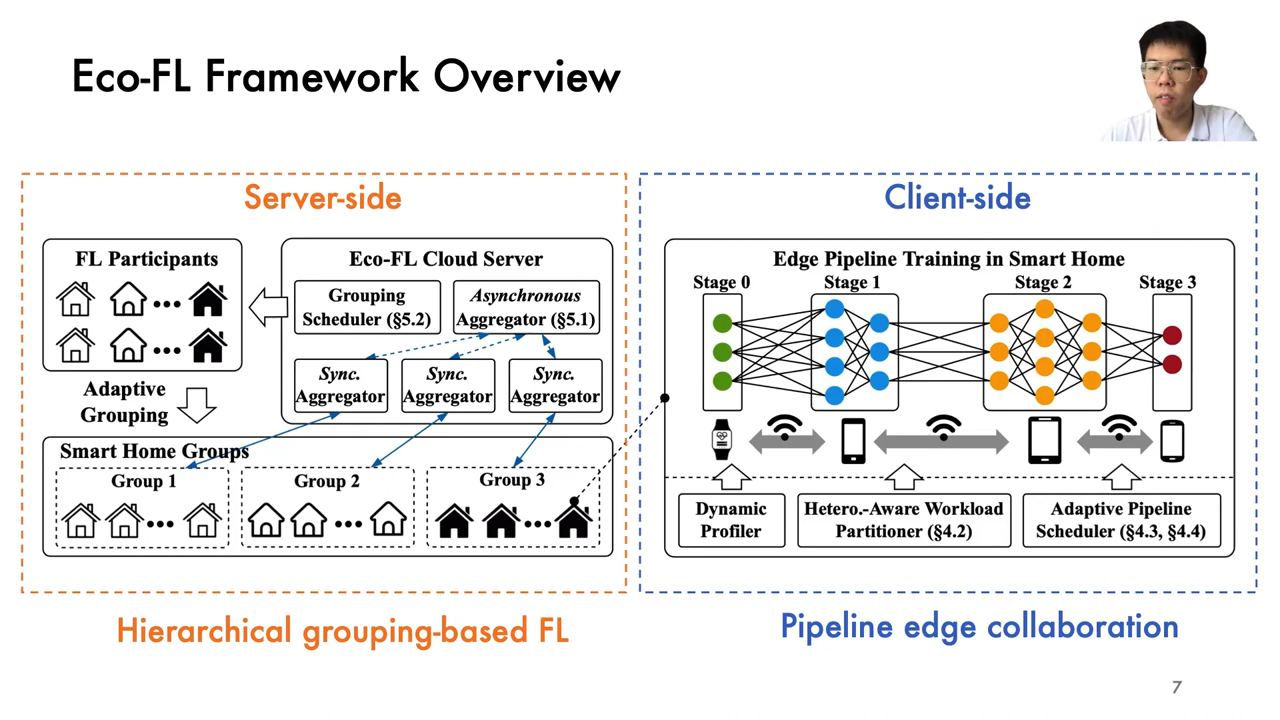 Eco-FL Framework Overview
Server-side
FL Participants
Eco-FL Cloud Server
Grouping
Scheduler (§5.2)
Asynchronous
Aggregator (§5.1)
Sync.
Aggregator
Sync.
Aggregator
Sync.
Aggregator
Adaptive
Grouping
Smart Home Groups
Group 1
Group 2
Group 3
Hierarchical grouping-based FL
Client-side
Edge Pipeline Training in Smart Home
Stage 0
Stage 1
Stage 2
Stage 3
Dynamic
Profiler
Hetero.-Aware Workload
Partitioner (§4.2)
Adaptive Pipeline
Scheduler (§4.3, §4.4)
Pipeline edge collaboration
7